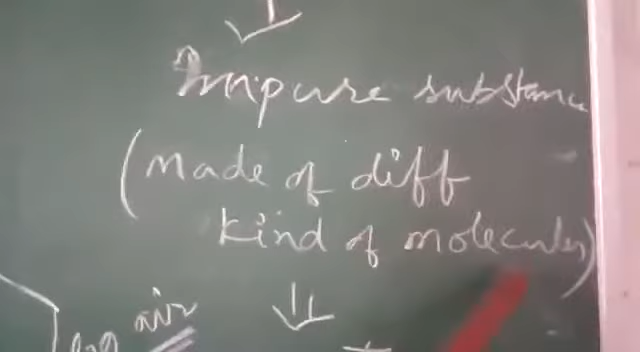 Impure substance
(made of diff
kind of molecules)
air